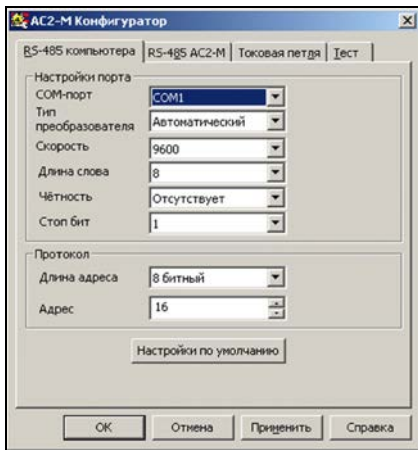 АС2-М Конфигуратор
RS-485 компьютера RS-485 АС2-М Токовая петля Тест
Настройки порта
COM-порт COM1
Тип
преобразователя Автоматический
Скорость 9600
Длина слова 8
Чётность Отсутствует
Стоп бит 1
Протокол
Длина адреса 8 битный
Адрес 16
Настройки по умолчанию
OK Отмена Применить Справка